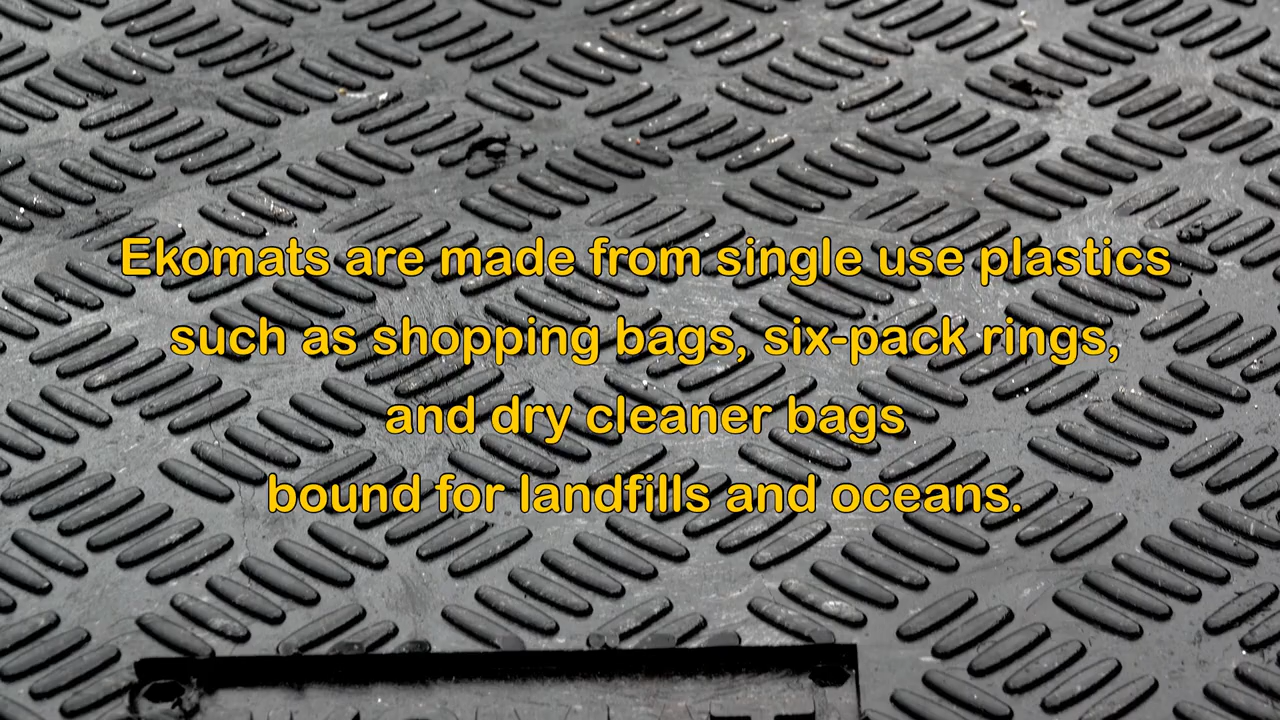 Ekomats are made from single use plastics
such as shopping bags, six-pack rings,
and dry cleaner bags
bound for landfills and oceans.